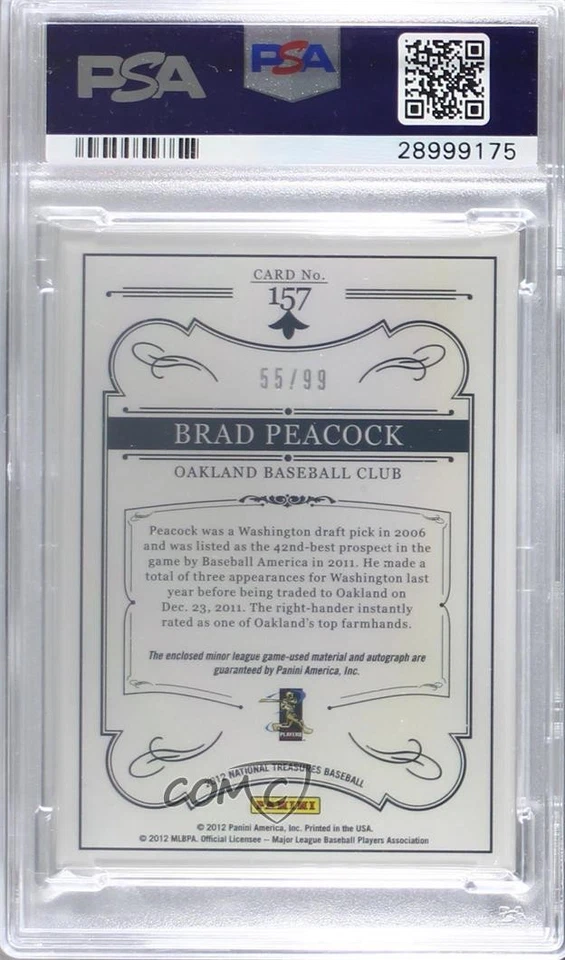 PSA
PSA
28999175
CARD No.
157
55/99
BRAD PEACOCK
OAKLAND BASEBALL CLUB
Peacock was a Washington draft pick in 2006
and was listed as the 42nd-best prospect in the
game by Baseball America in 2011. He made a
total of three appearances for Washington last
year before being traded to Oakland on
Dec. 23, 2011. The right-hander instantly
rated as one of Oakland's top farmhands.
The enclosed minor league game-used material and autograph are
guaranteed by Panini America, Inc.
PLAYERS
2012 NATIONAL TREASURES BASEBALL
COMC
PANINI
© 2012 Panini America, Inc. Printed in the USA.
© 2012 MLBPA. Official Licensee – Major League Baseball Players Association
PSA